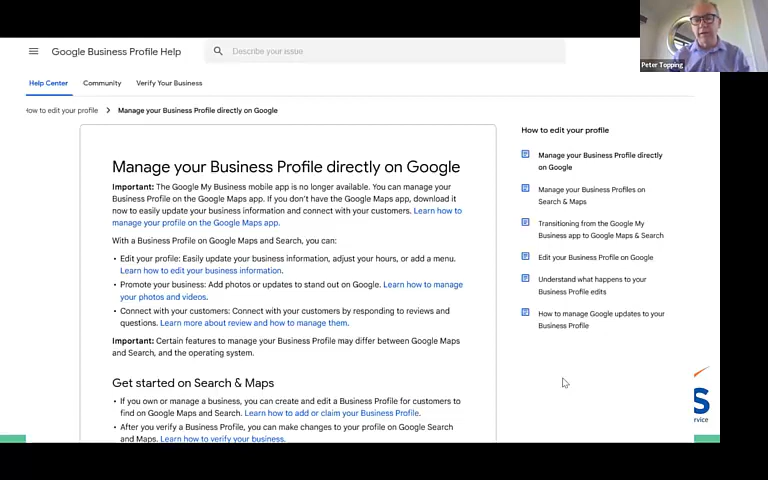 Peter Topping
Google Business Profile Help
Describe your issue
Help Center Community Verify Your Business
How to edit your profile > Manage your Business Profile directly on Google
Manage your Business Profile directly on Google
Important: The Google My Business mobile app is no longer available. You can manage your
Business Profile on the Google Maps app. If you don't have the Google Maps app, download it
now to easily update your business information and connect with your customers. Learn how to
manage your profile on the Google Maps app.
With a Business Profile on Google Maps and Search, you can:
• Edit your profile: Easily update your business information, adjust your hours, or add a menu.
Learn how to edit your business information.
• Promote your business: Add photos or updates to stand out on Google. Learn how to manage
your photos and videos.
• Connect with your customers: Connect with your customers by responding to reviews and
questions. Learn more about review and how to manage them.
Important: Certain features to manage your Business Profile may differ between Google Maps
and Search, and the operating system.
Get started on Search & Maps
• If you own or manage a business, you can create and edit a Business Profile for customers to
find on Google Maps and Search. Learn how to add or claim your Business Profile.
• After you verify a Business Profile, you can make changes to your profile on Google Search
and Maps. Learn how to verify your business.
How to edit your profile
Manage your Business Profile directly
on Google
Manage your Business Profiles on
Search & Maps
Transitioning from the Google My
Business app to Google Maps & Search
Edit your Business Profile on Google
Understand what happens to your
Business Profile edits
How to manage Google updates to your
Business Profile
S
ervice